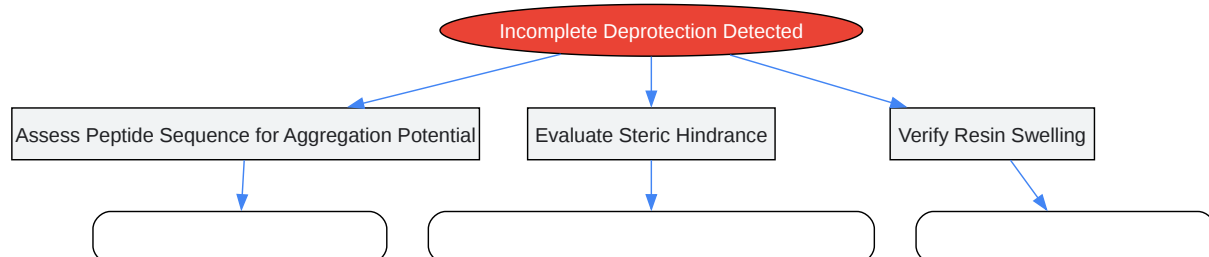 Incomplete Deprotection Detected
Assess Peptide Sequence for Aggregation Potential
Evaluate Steric Hindrance
Verify Resin Swelling